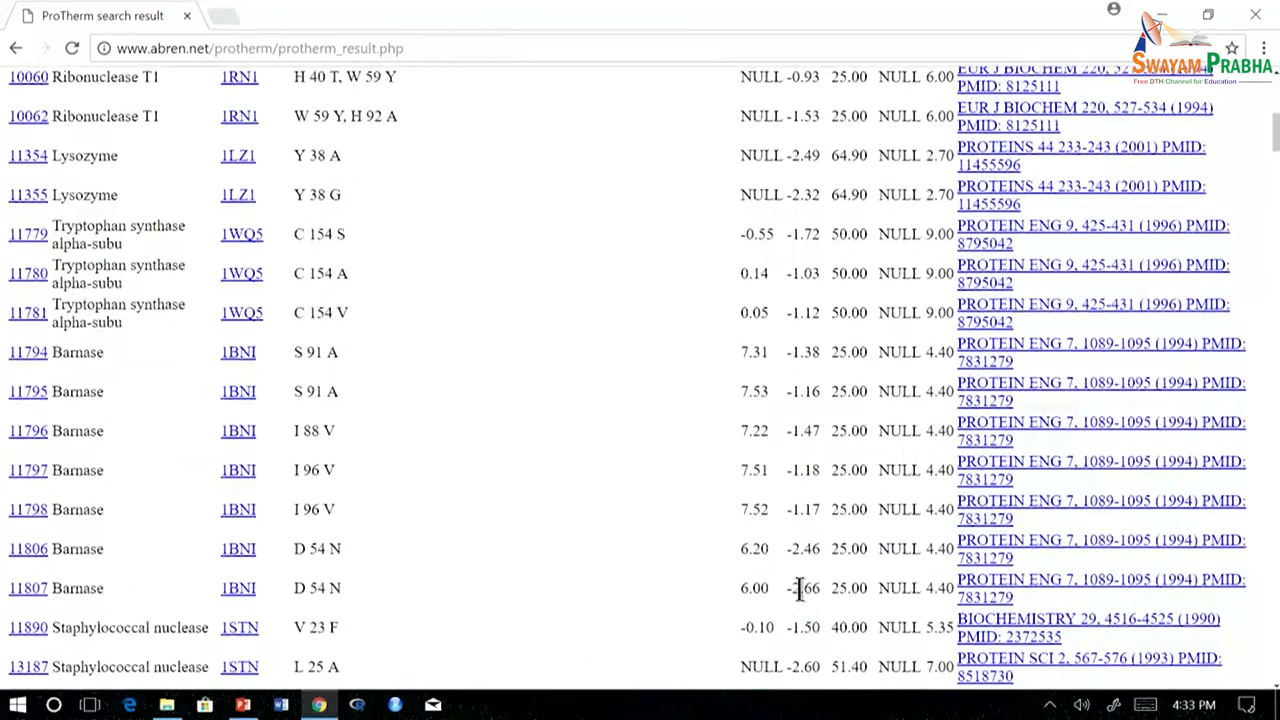 ProTherm search result
www.abren.net/protherm/protherm_result.php
SWAYAM PRABHA
Free DTH Channel for Education
10060 Ribonuclease T1 1RN1 H 40 T, W 59 Y NULL -0.93 25.00 NULL 6.00 EUR J BIOCHEM 220,
PMID: 8125111
10062 Ribonuclease T1 1RN1 W 59 Y, H 92 A NULL -1.53 25.00 NULL 6.00 EUR J BIOCHEM 220, 527-534 (1994)
PMID: 8125111
11354 Lysozyme 1LZ1 Y 38 A NULL -2.49 64.90 NULL 2.70 PROTEINS 44 233-243 (2001) PMID:
11455596
11355 Lysozyme 1LZ1 Y 38 G NULL -2.32 64.90 NULL 2.70 PROTEINS 44 233-243 (2001) PMID:
11455596
11779 Tryptophan synthase alpha-subu 1WQ5 C 154 S -0.55 -1.72 50.00 NULL 9.00 PROTEIN ENG 9, 425-431 (1996) PMID:
8795042
11780 Tryptophan synthase alpha-subu 1WQ5 C 154 A 0.14 -1.03 50.00 NULL 9.00 PROTEIN ENG 9, 425-431 (1996) PMID:
8795042
11781 Tryptophan synthase alpha-subu 1WQ5 C 154 V 0.05 -1.12 50.00 NULL 9.00 PROTEIN ENG 9, 425-431 (1996) PMID:
8795042
11794 Barnase 1BNI S 91 A 7.31 -1.38 25.00 NULL 4.40 PROTEIN ENG 7, 1089-1095 (1994) PMID:
7831279
11795 Barnase 1BNI S 91 A 7.53 -1.16 25.00 NULL 4.40 PROTEIN ENG 7, 1089-1095 (1994) PMID:
7831279
11796 Barnase 1BNI I 88 V 7.22 -1.47 25.00 NULL 4.40 PROTEIN ENG 7, 1089-1095 (1994) PMID:
7831279
11797 Barnase 1BNI I 96 V 7.51 -1.18 25.00 NULL 4.40 PROTEIN ENG 7, 1089-1095 (1994) PMID:
7831279
11798 Barnase 1BNI I 96 V 7.52 -1.17 25.00 NULL 4.40 PROTEIN ENG 7, 1089-1095 (1994) PMID:
7831279
11806 Barnase 1BNI D 54 N 6.20 -2.46 25.00 NULL 4.40 PROTEIN ENG 7, 1089-1095 (1994) PMID:
7831279
11807 Barnase 1BNI D 54 N 6.00 25.00 NULL 4.40 PROTEIN ENG 7, 1089-1095 (1994) PMID:
7831279
11890 Staphylococcal nuclease 1STN V 23 F -0.10 -1.50 40.00 NULL 5.35 BIOCHEMISTRY 29, 4516-4525 (1990)
PMID: 2372535
13187 Staphylococcal nuclease 1STN L 25 A NULL -2.60 51.40 NULL 7.00 PROTEIN SCI 2, 567-576 (1993) PMID:
8518730
4:33 PM